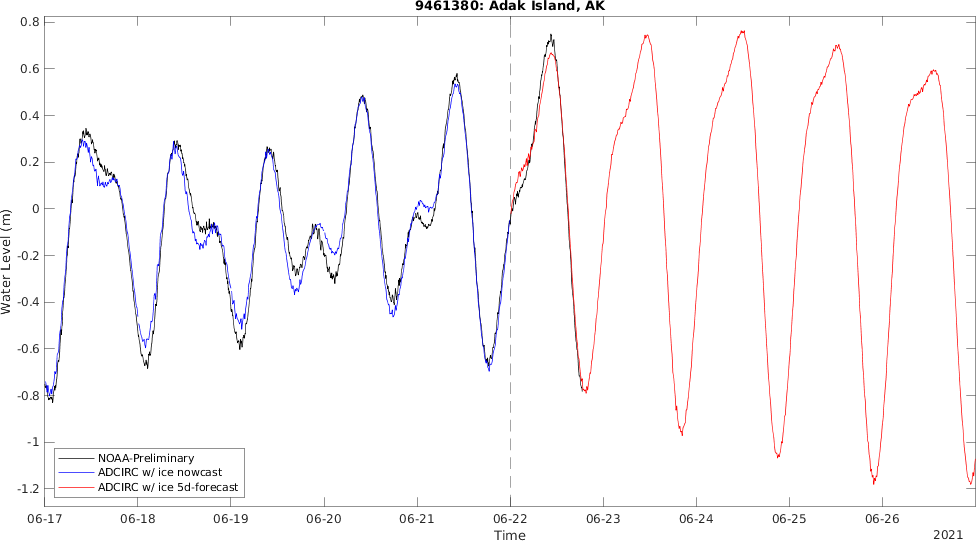 9461380: Adak Island, AK
0.8
0.6
0.4
0.2
0
-0.2
-0.4
-0.6
-0.8
-1
-1.2
Water Level (m)
NOAA-Preliminary
ADCIRC w/ ice nowcast
ADCIRC w/ ice 5d-forecast
06-17 06-18 06-19 06-20 06-21 06-22 06-23 06-24 06-25 06-26
Time
2021